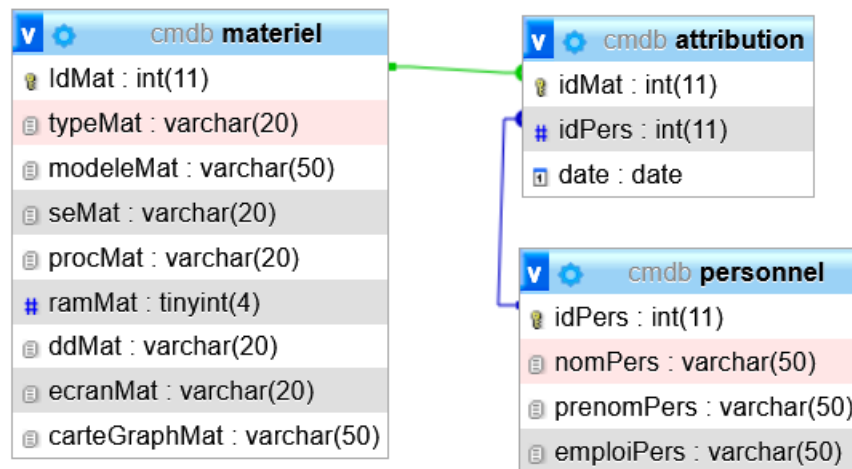 v cmdb materiel
IdMat : int(11)
typeMat : varchar(20)
modeleMat : varchar(50)
seMat : varchar(20)
procMat : varchar(20)
# ramMat : tinyint(4)
ddMat : varchar(20)
ecranMat : varchar(20)
carteGraphMat : varchar(50)
v cmdb attribution
idMat : int(11)
# idPers : int(11)
date : date
v cmdb personnel
idPers : int(11)
nomPers : varchar(50)
prenomPers : varchar(50)
emploiPers : varchar(50)